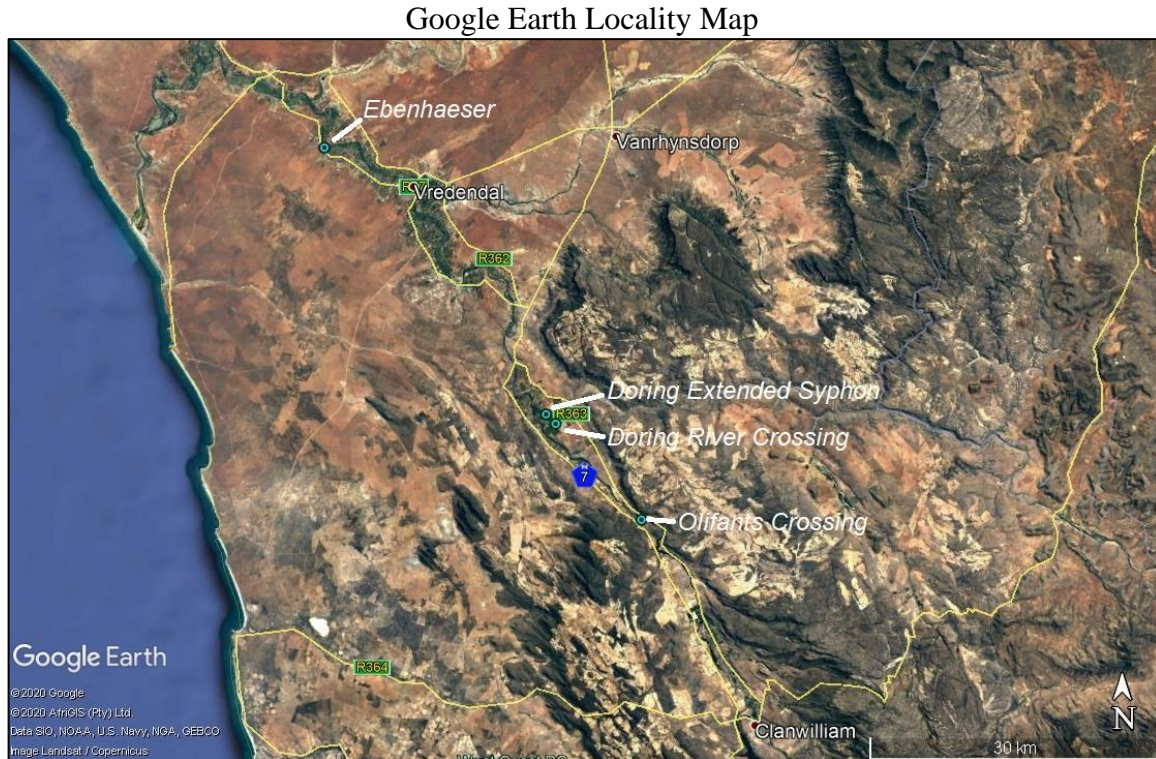 Google Earth Locality Map
Ebenhaeser
Vanrhynsdorp
Vredendal
R362
Doring Extended Syphon
R363
Doring River Crossing
7
Olifants Crossing
Google Earth
R364
©2020 Google
©2020 AfriGIS (Pty) Ltd.
Data SIO, NOAA, U.S. Navy, NGA, GEBCO
Image Landsat / Copernicus
N
Clanwilliam
30 km